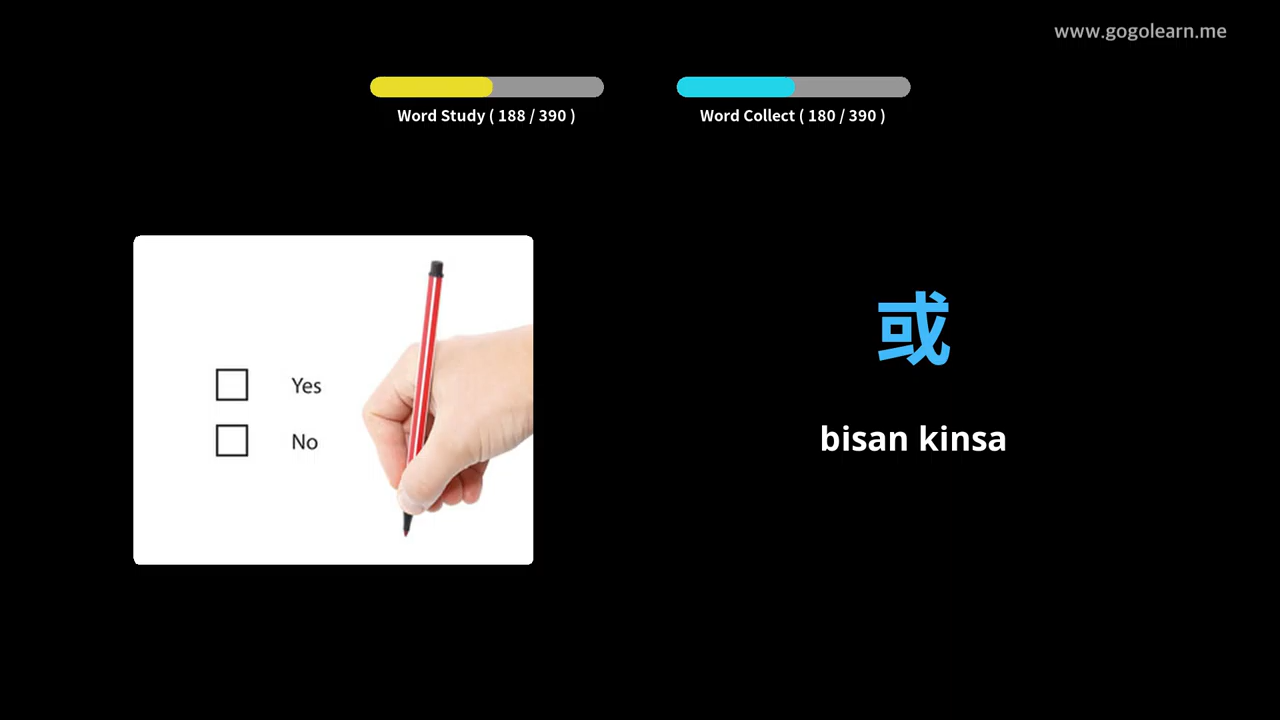 www.gogolearn.me
Word Study ( 188 / 390 )
Word Collect ( 180 / 390 )
Yes
No
或
bisan kinsa